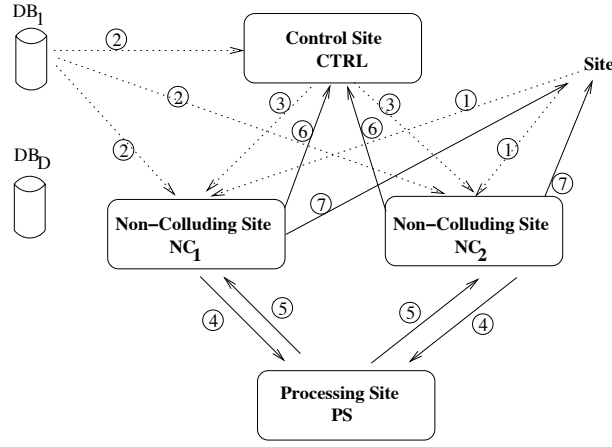 DB1
②
Control Site
CTRL
Site
②
③
③
①
②
⑥
⑥
①
DBD
⑦
⑦
Non−Colluding Site
NC1
Non−Colluding Site
NC2
④
⑤
⑤
④
Processing Site
PS